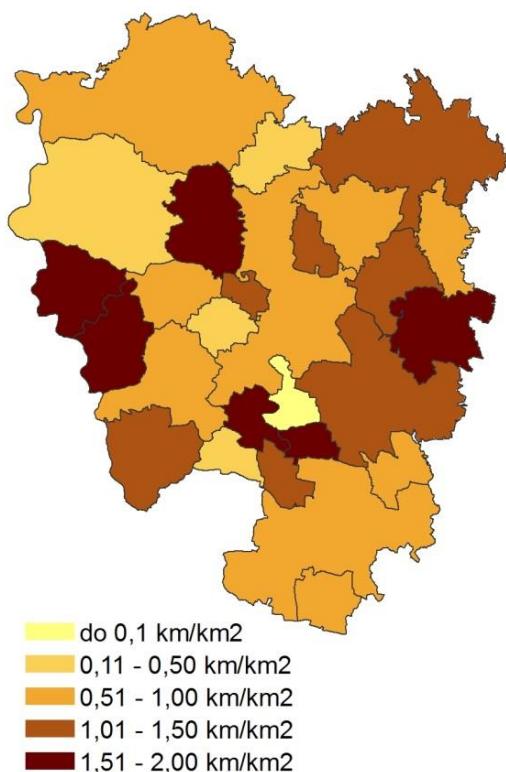 do 0,1 km/km2
0,11 - 0,50 km/km2
0,51 - 1,00 km/km2
1,01 - 1,50 km/km2
1,51 - 2,00 km/km2